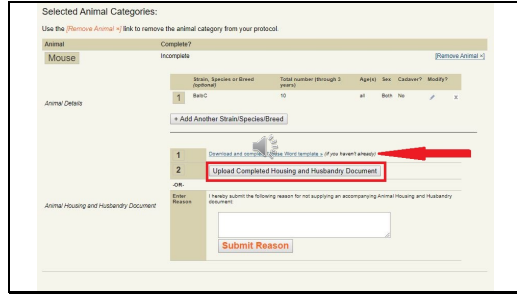 Selected Animal Categories:
Use the [Remove Animal ×] link to remove the animal category from your protocol.
Animal Complete?
Mouse Incomplete [Remove Animal ×]
Strain, Species or Breed (optional) Total number (through 3 years) Age(s) Sex Cadaver? Modify?
1 BalbC 10 all Both No x
Animal Details
+ Add Another Strain/Species/Breed
1 Download and complete Word template » (if you haven't already)
2 Upload Completed Housing and Husbandry Document
-OR-
Animal Housing and Husbandry Document
Enter Reason I hereby submit the following reason for not supplying an accompanying Animal Housing and Husbandry document:
Submit Reason